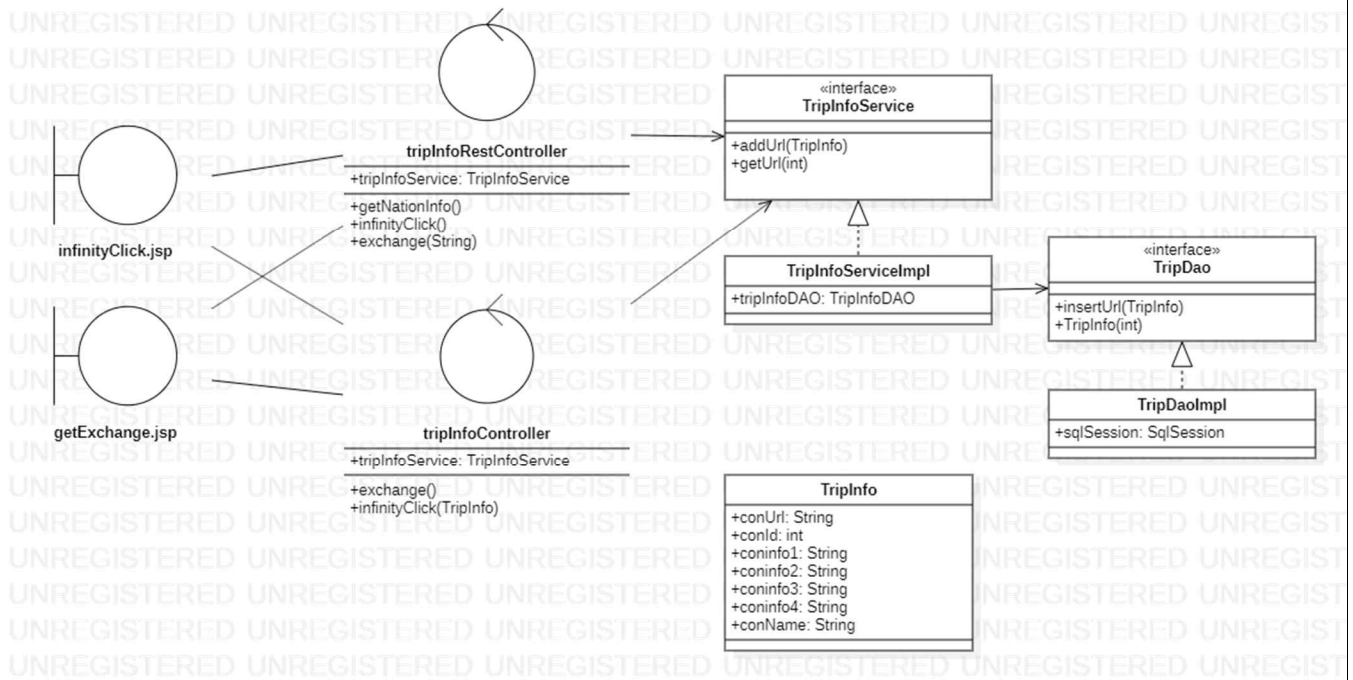 tripInfoRestController
+tripInfoService: TripInfoService
+getNationInfo()
+infinityClick()
+exchange(String)
infinityClick.jsp
getExchange.jsp
tripInfoController
+tripInfoService: TripInfoService
+exchange()
+infinityClick(TripInfo)
«interface»
TripInfoService
+addUrl(TripInfo)
+getUrl(int)
TripInfoServiceImpl
+tripInfoDAO: TripInfoDAO
«interface»
TripDao
+insertUrl(TripInfo)
+TripInfo(int)
TripDaoImpl
+sqlSession: SqlSession
TripInfo
+conUrl: String
+conId: int
+coninfo1: String
+coninfo2: String
+coninfo3: String
+coninfo4: String
+conName: String
UNREGISTERED